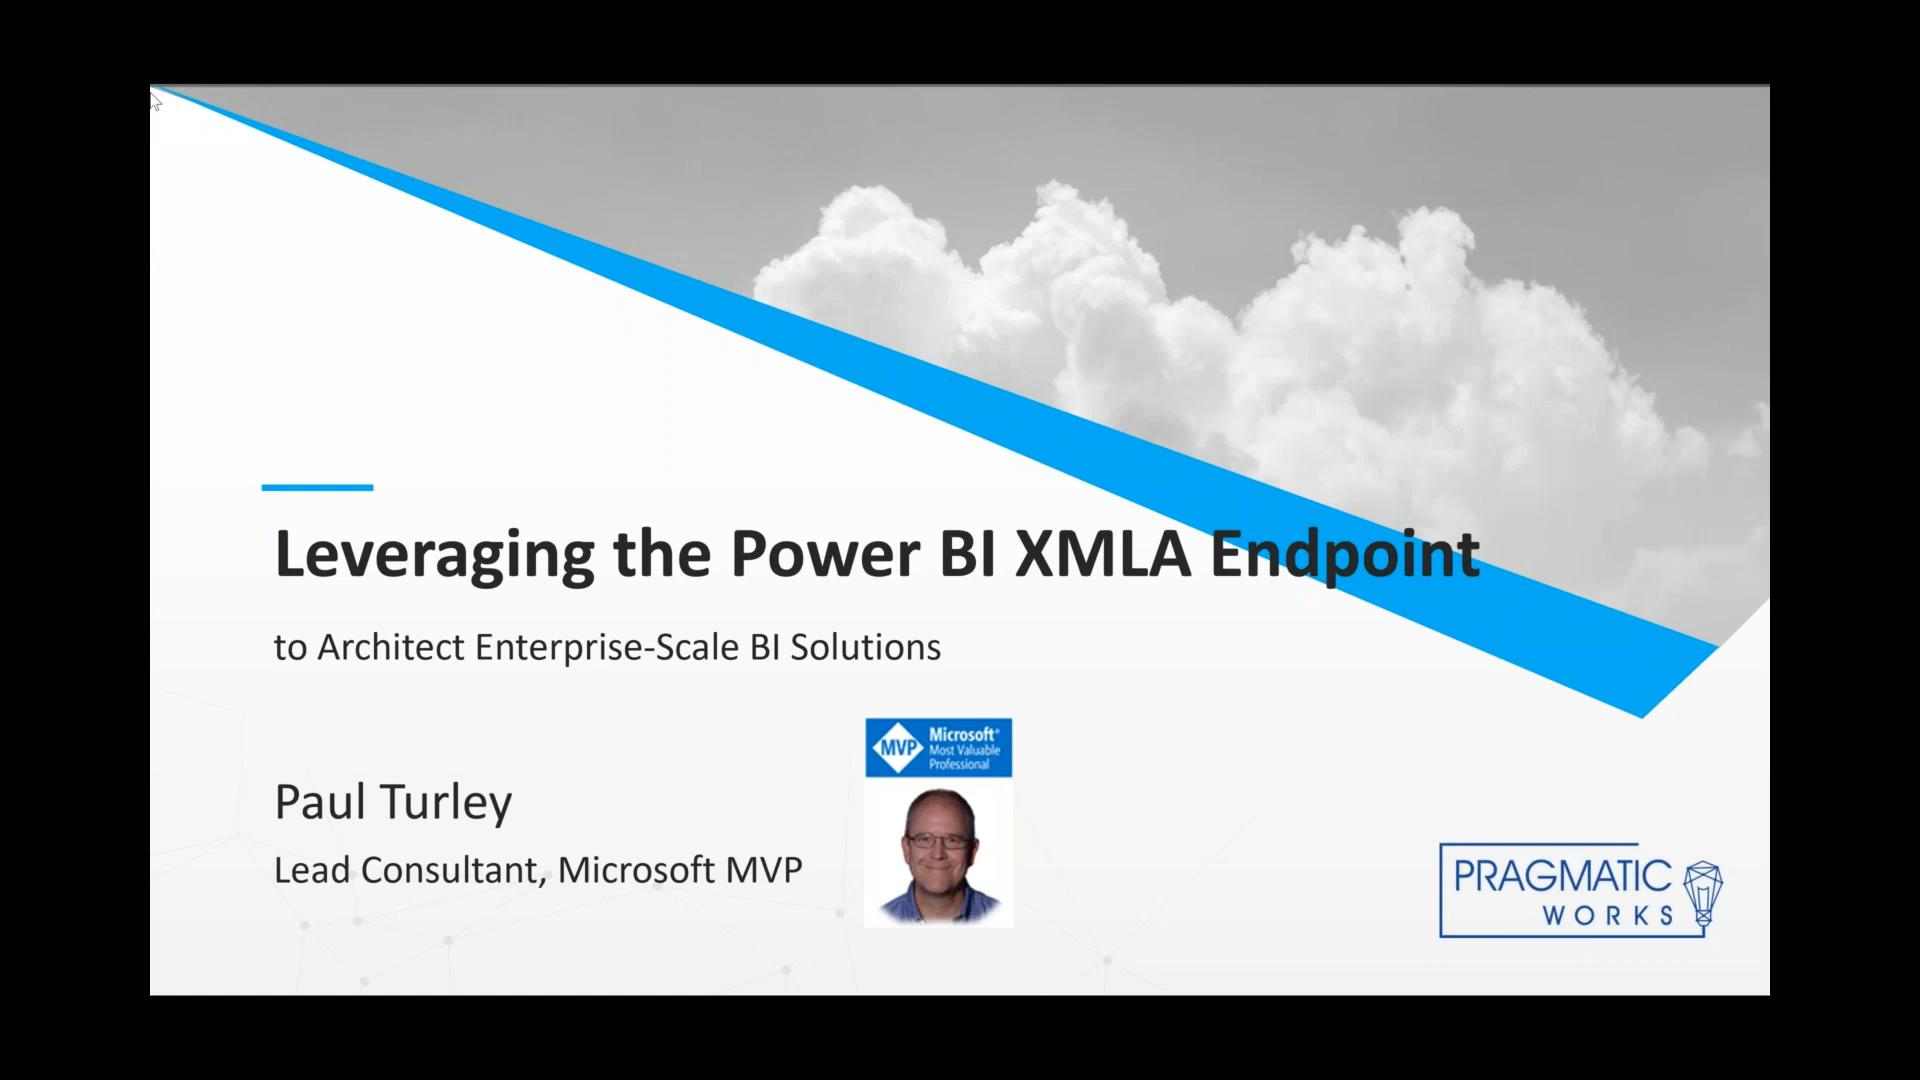 Leveraging the Power BI XMLA Endpoint
to Architect Enterprise-Scale BI Solutions
MVP
Microsoft®
Most Valuable
Professional
Paul Turley
Lead Consultant, Microsoft MVP
PRAGMATIC
WORKS